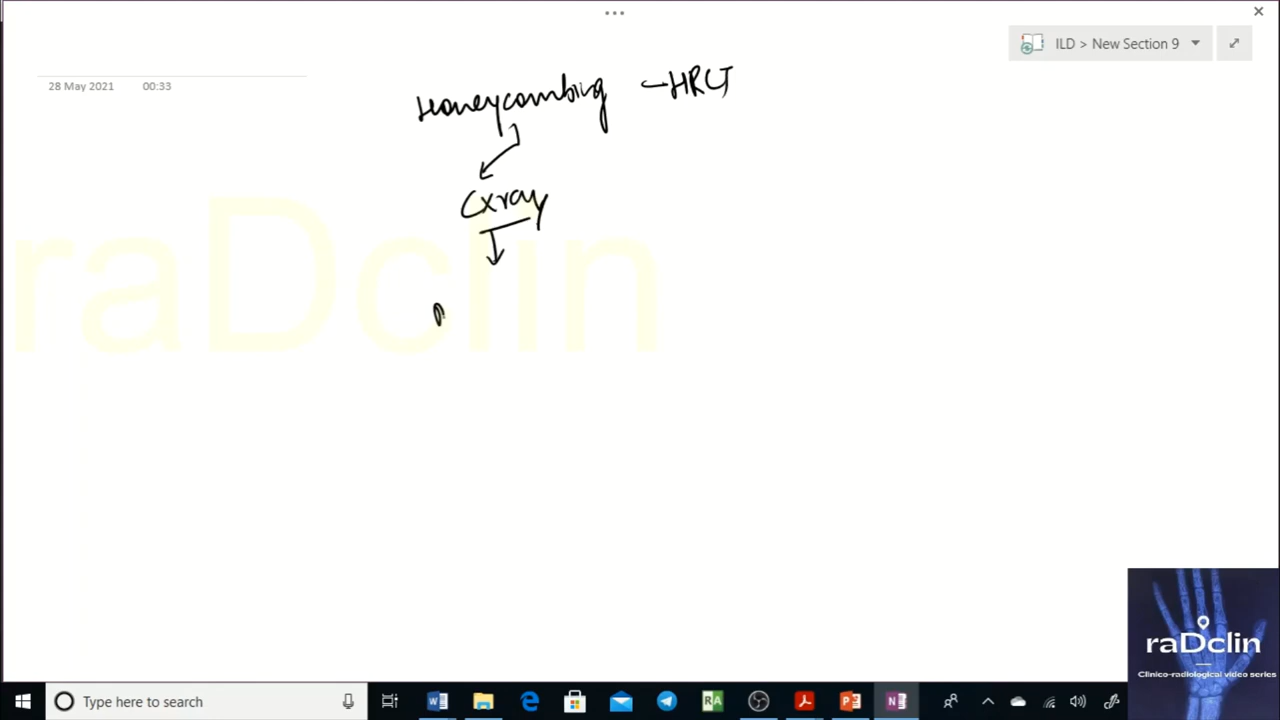 ILD > New Section 9
28 May 2021 00:33
Honeycombing - HRCT
Cxray
raDclin
raDclin
Clinico-radiological video series
Type here to search